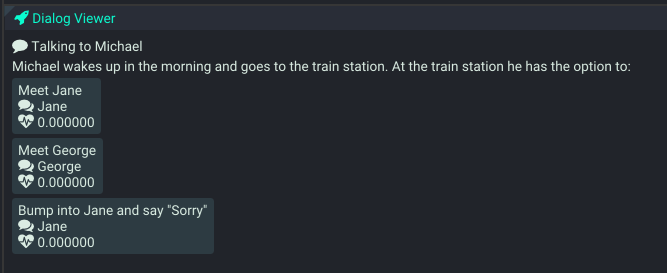 Dialog Viewer
Talking to Michael
Michael wakes up in the morning and goes to the train station. At the train station he has the option to:
Meet Jane
Jane
0.000000
Meet George
George
0.000000
Bump into Jane and say "Sorry"
Jane
0.000000